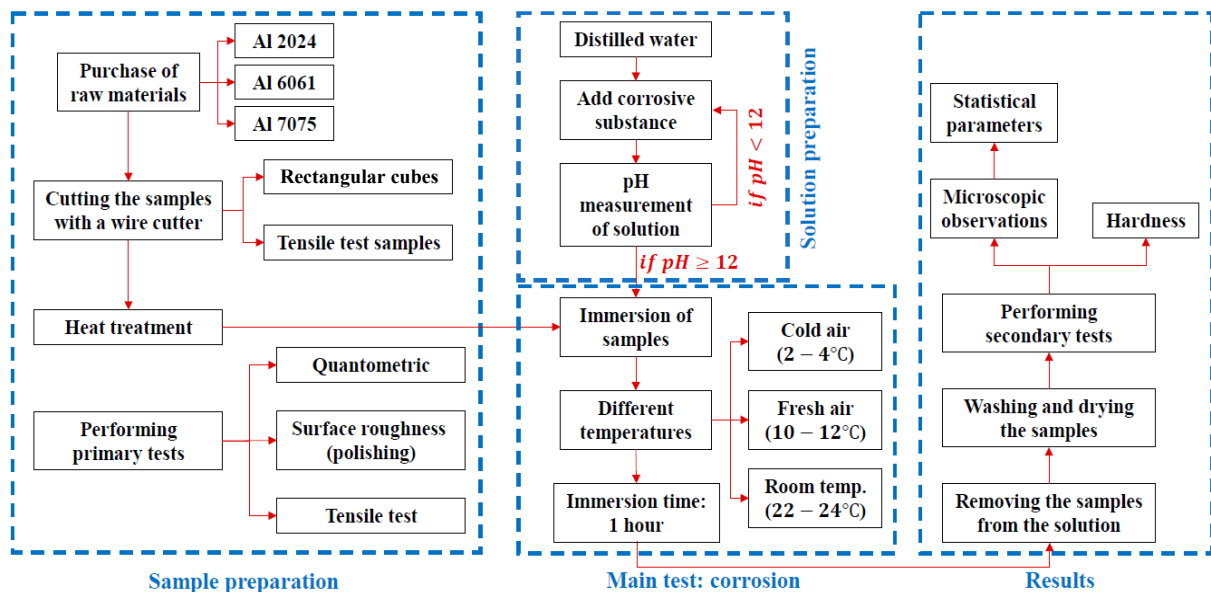 Purchase of
raw materials
Al 2024
Al 6061
Al 7075
Cutting the samples
with a wire cutter
Rectangular cubes
Tensile test samples
Heat treatment
Performing
primary tests
Quantometric
Surface roughness
(polishing)
Tensile test
Sample preparation
Distilled water
Add corrosive
substance
pH
measurement
of solution
if pH < 12
if pH ≥ 12
Solution preparation
Immersion of
samples
Different
temperatures
Immersion time:
1 hour
Cold air
(2 − 4°C)
Fresh air
(10 − 12°C)
Room temp.
(22 − 24°C)
Main test: corrosion
Statistical
parameters
Microscopic
observations
Hardness
Performing
secondary tests
Washing and drying
the samples
Removing the samples
from the solution
Results